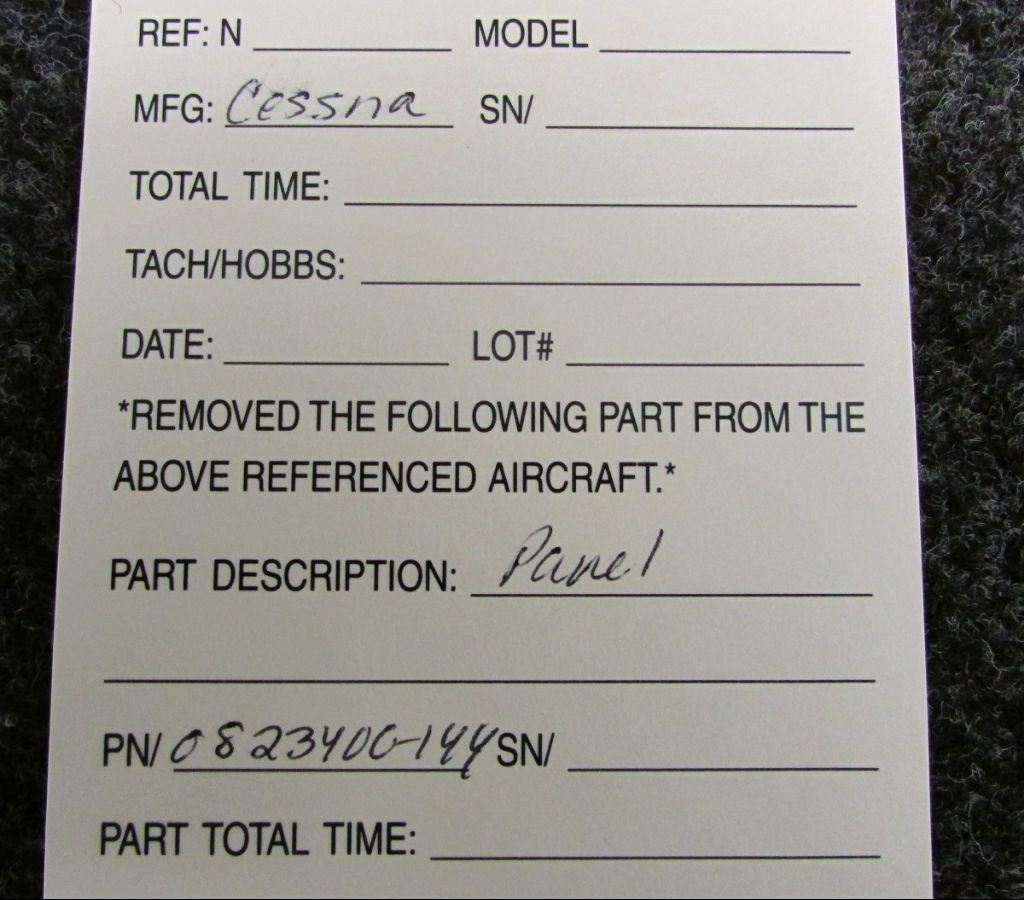 REF: N MODEL
MFG: Cessna SN/
TOTAL TIME:
TACH/HOBBS:
DATE: LOT#
*REMOVED THE FOLLOWING PART FROM THE
ABOVE REFERENCED AIRCRAFT.*
PART DESCRIPTION: Panel
PN/ 0823400-144 SN/
PART TOTAL TIME: